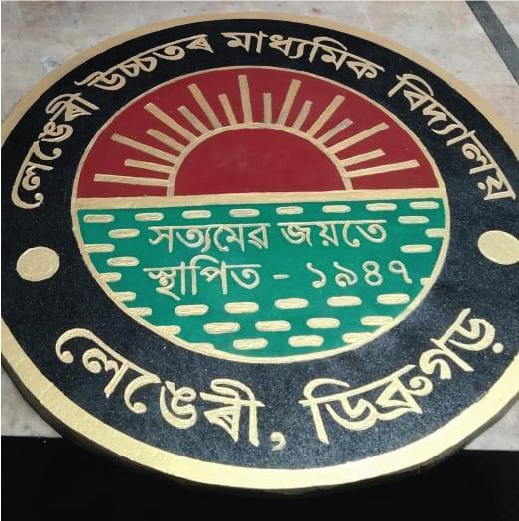 লেঙেৰী উচ্চতৰ মাধ্যমিক বিদ্যালয়
সত্যমেৱ জয়তে
স্থাপিত - ১৯৪৭
লেঙেৰী, ডিব্ৰুগড়